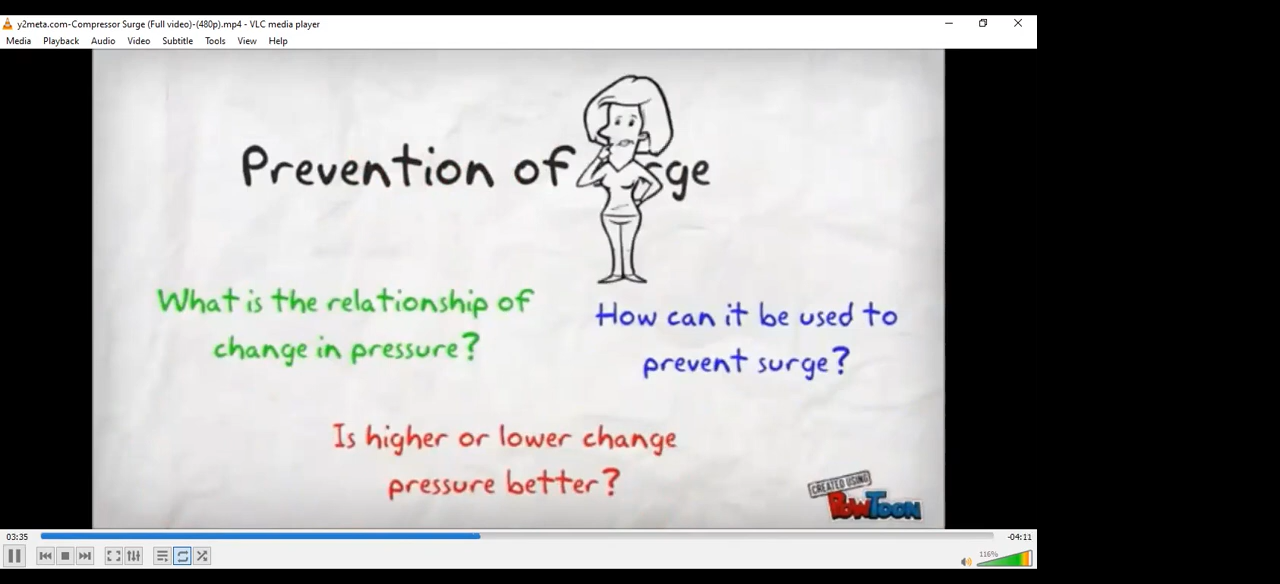 y2meta.com-Compressor Surge (Full video)-(480p).mp4 - VLC media player
Media Playback Audio Video Subtitle Tools View Help
Prevention of rge
What is the relationship of
change in pressure?
How can it be used to
prevent surge?
Is higher or lower change
pressure better?
CREATED USING
POWTOON
03:35
-04:11
116%